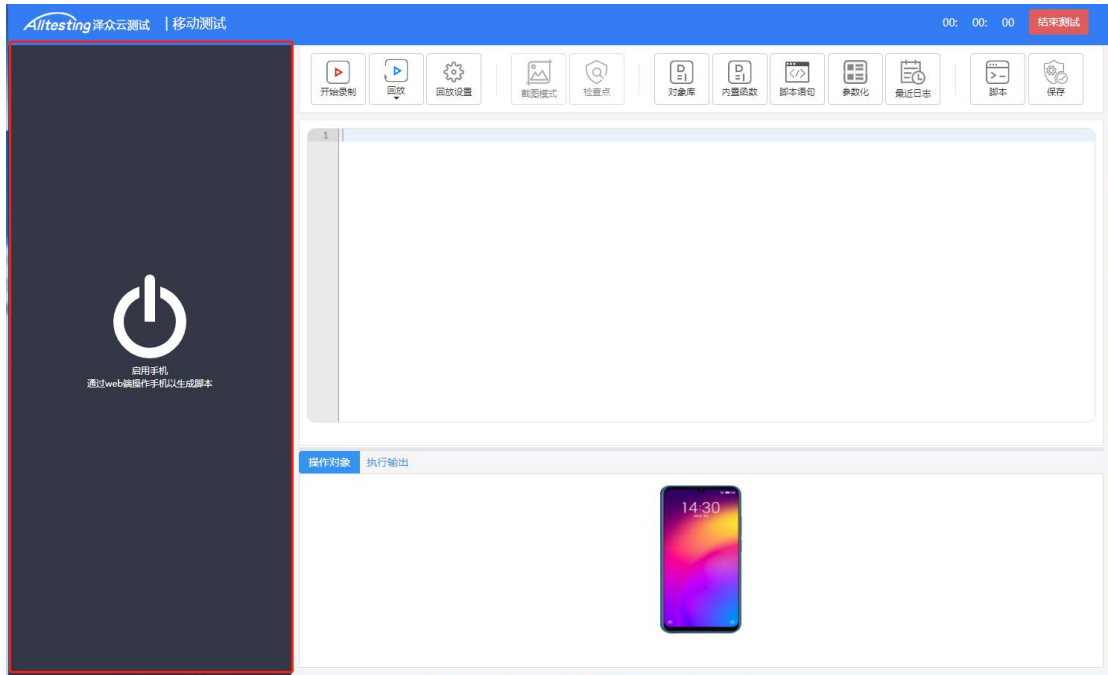 Alltesting泽众云测试 | 移动测试
00: 00: 00 结束测试
开始录制 回放 回放设置 截图模式 检查点 对象库 内置函数 脚本语句 参数化 最近日志 脚本 保存
1
启用手机
通过web端操作手机以生成脚本
操作对象 执行输出
14:30